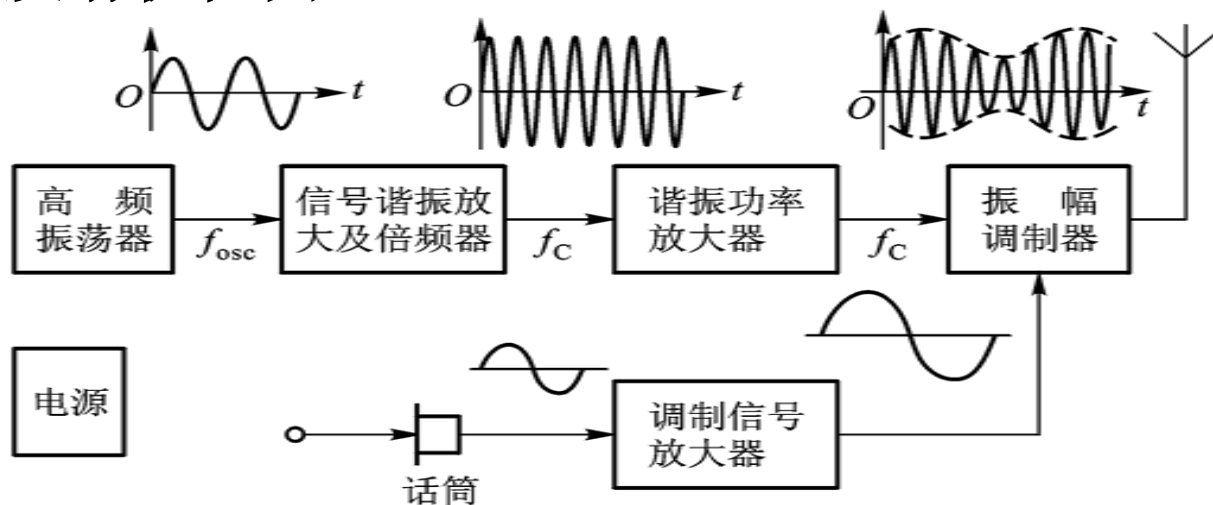 O
t
O
t
O
t
高 频
振荡器
f_osc
信号谐振放
大及倍频器
f_C
谐振功率
放大器
f_C
振 幅
调制器
电源
话筒
调制信号
放大器